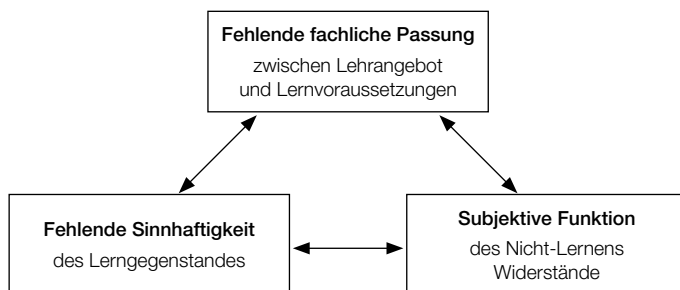 Fehlende fachliche Passung
zwischen Lehrangebot
und Lernvoraussetzungen
Fehlende Sinnhaftigkeit
des Lerngegenstandes
Subjektive Funktion
des Nicht-Lernens
Widerstände